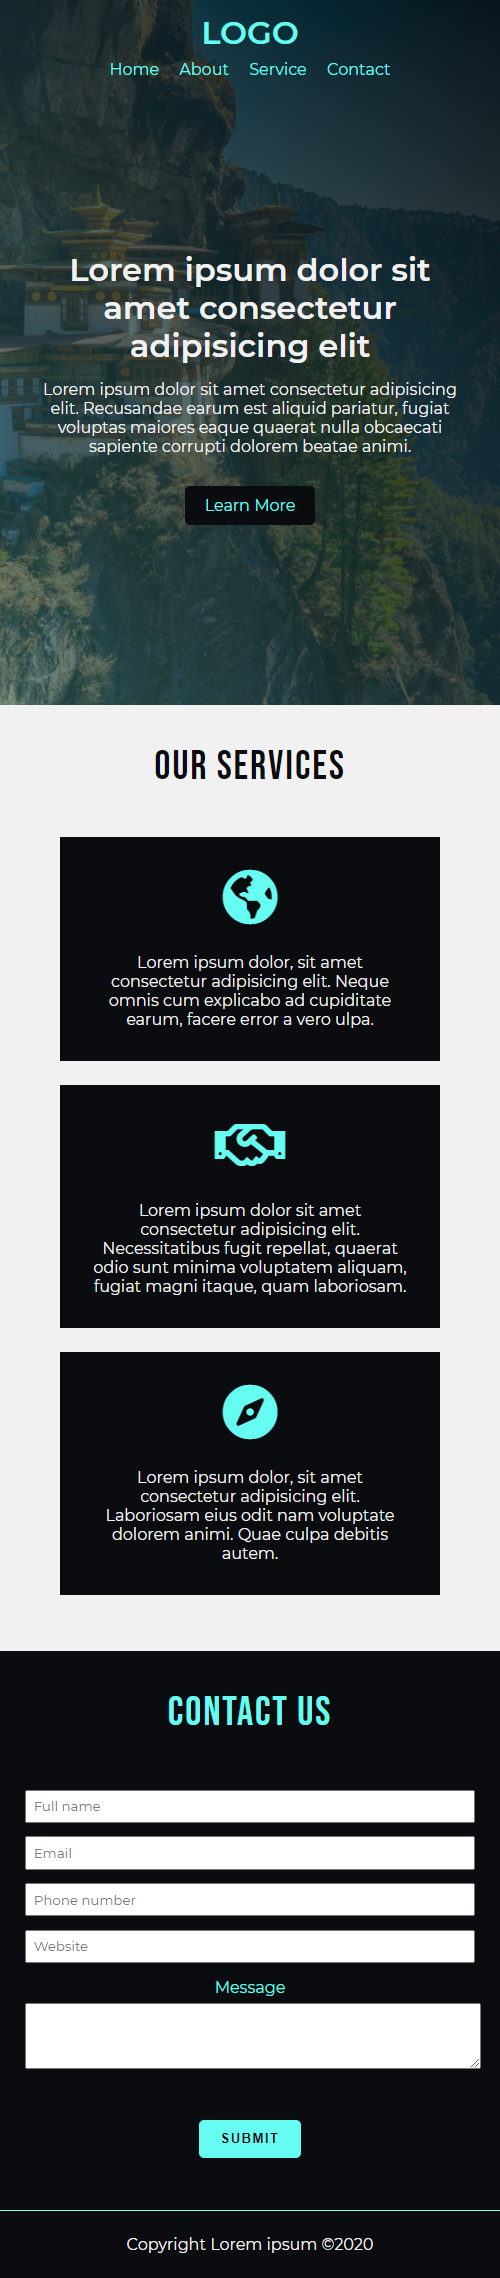 LOGO
Home About Service Contact
Lorem ipsum dolor sit
amet consectetur
adipisicing elit
Lorem ipsum dolor sit amet consectetur adipisicing
elit. Recusandae earum est aliquid pariatur, fugiat
voluptas maiores eaque quaerat nulla obcaecati
sapiente corrupti dolorem beatae animi.
Learn More
OUR SERVICES
Lorem ipsum dolor, sit amet
consectetur adipisicing elit. Neque
omnis cum explicabo ad cupiditate
earum, facere error a vero ulpa.
Lorem ipsum dolor sit amet
consectetur adipisicing elit.
Necessitatibus fugit repellat, quaerat
odio sunt minima voluptatem aliquam,
fugiat magni itaque, quam laboriosam.
Lorem ipsum dolor, sit amet
consectetur adipisicing elit.
Laboriosam eius odit nam voluptate
dolorem animi. Quae culpa debitis
autem.
CONTACT US
Full name
Email
Phone number
Website
Message
SUBMIT
Copyright Lorem ipsum ©2020